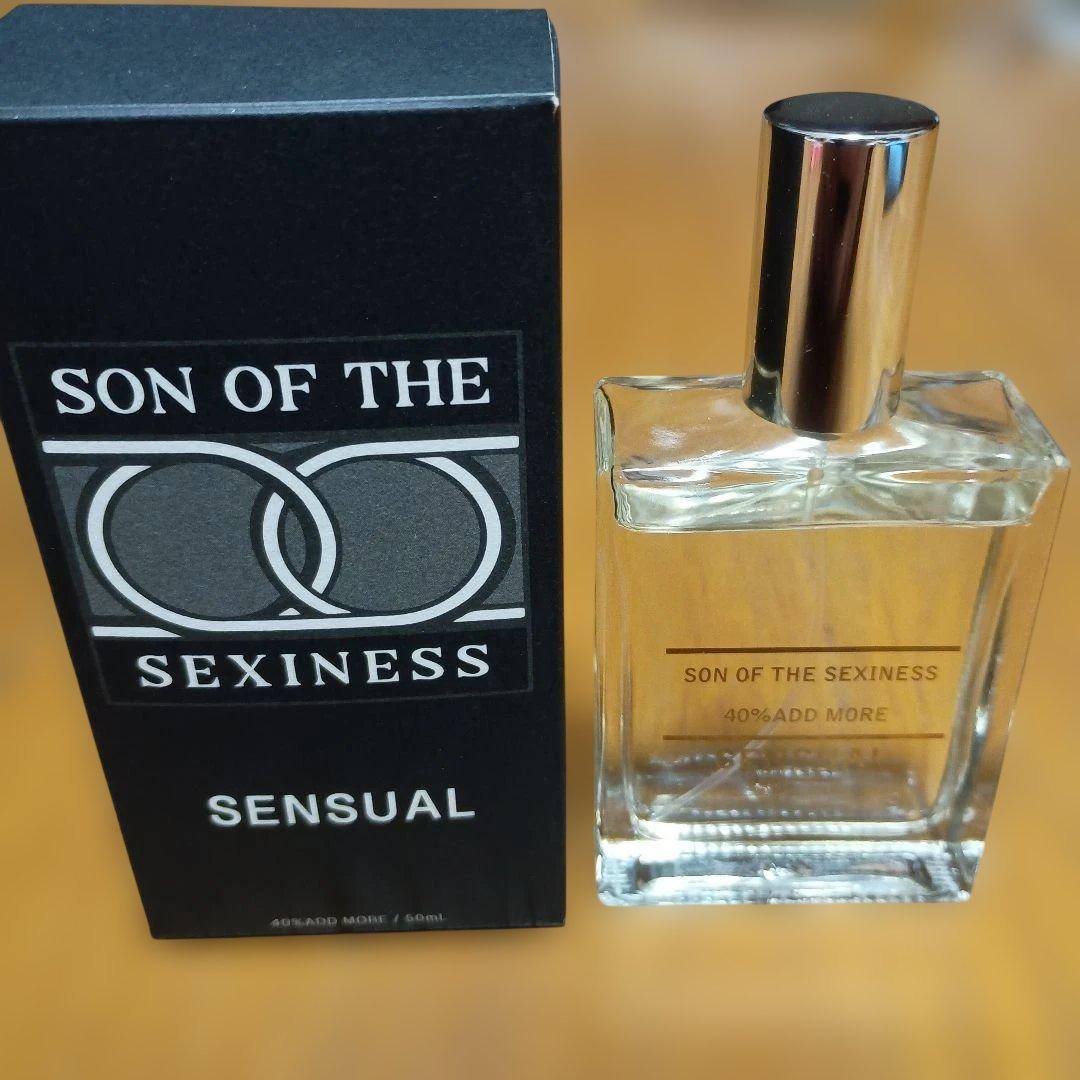 SON OF THE
SEXINESS
SENSUAL
40%ADD MORE / 50mL
SON OF THE SEXINESS
40%ADD MORE